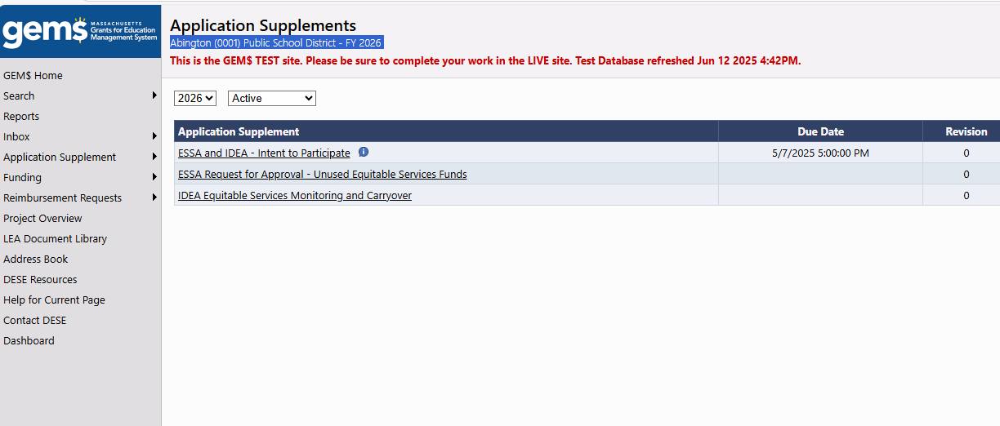 gem$ MASSACHUSETTS
Grants for Education
Management System
Application Supplements
Abington (0001) Public School District - FY 2026
This is the GEM$ TEST site. Please be sure to complete your work in the LIVE site. Test Database refreshed Jun 12 2025 4:42PM.
GEM$ Home
Search
Reports
Inbox
Application Supplement
Funding
Reimbursement Requests
Project Overview
LEA Document Library
Address Book
DESE Resources
Help for Current Page
Contact DESE
Dashboard
2026 Active
Application Supplement Due Date Revision
ESSA and IDEA - Intent to Participate i 5/7/2025 5:00:00 PM 0
ESSA Request for Approval - Unused Equitable Services Funds 0
IDEA Equitable Services Monitoring and Carryover 0